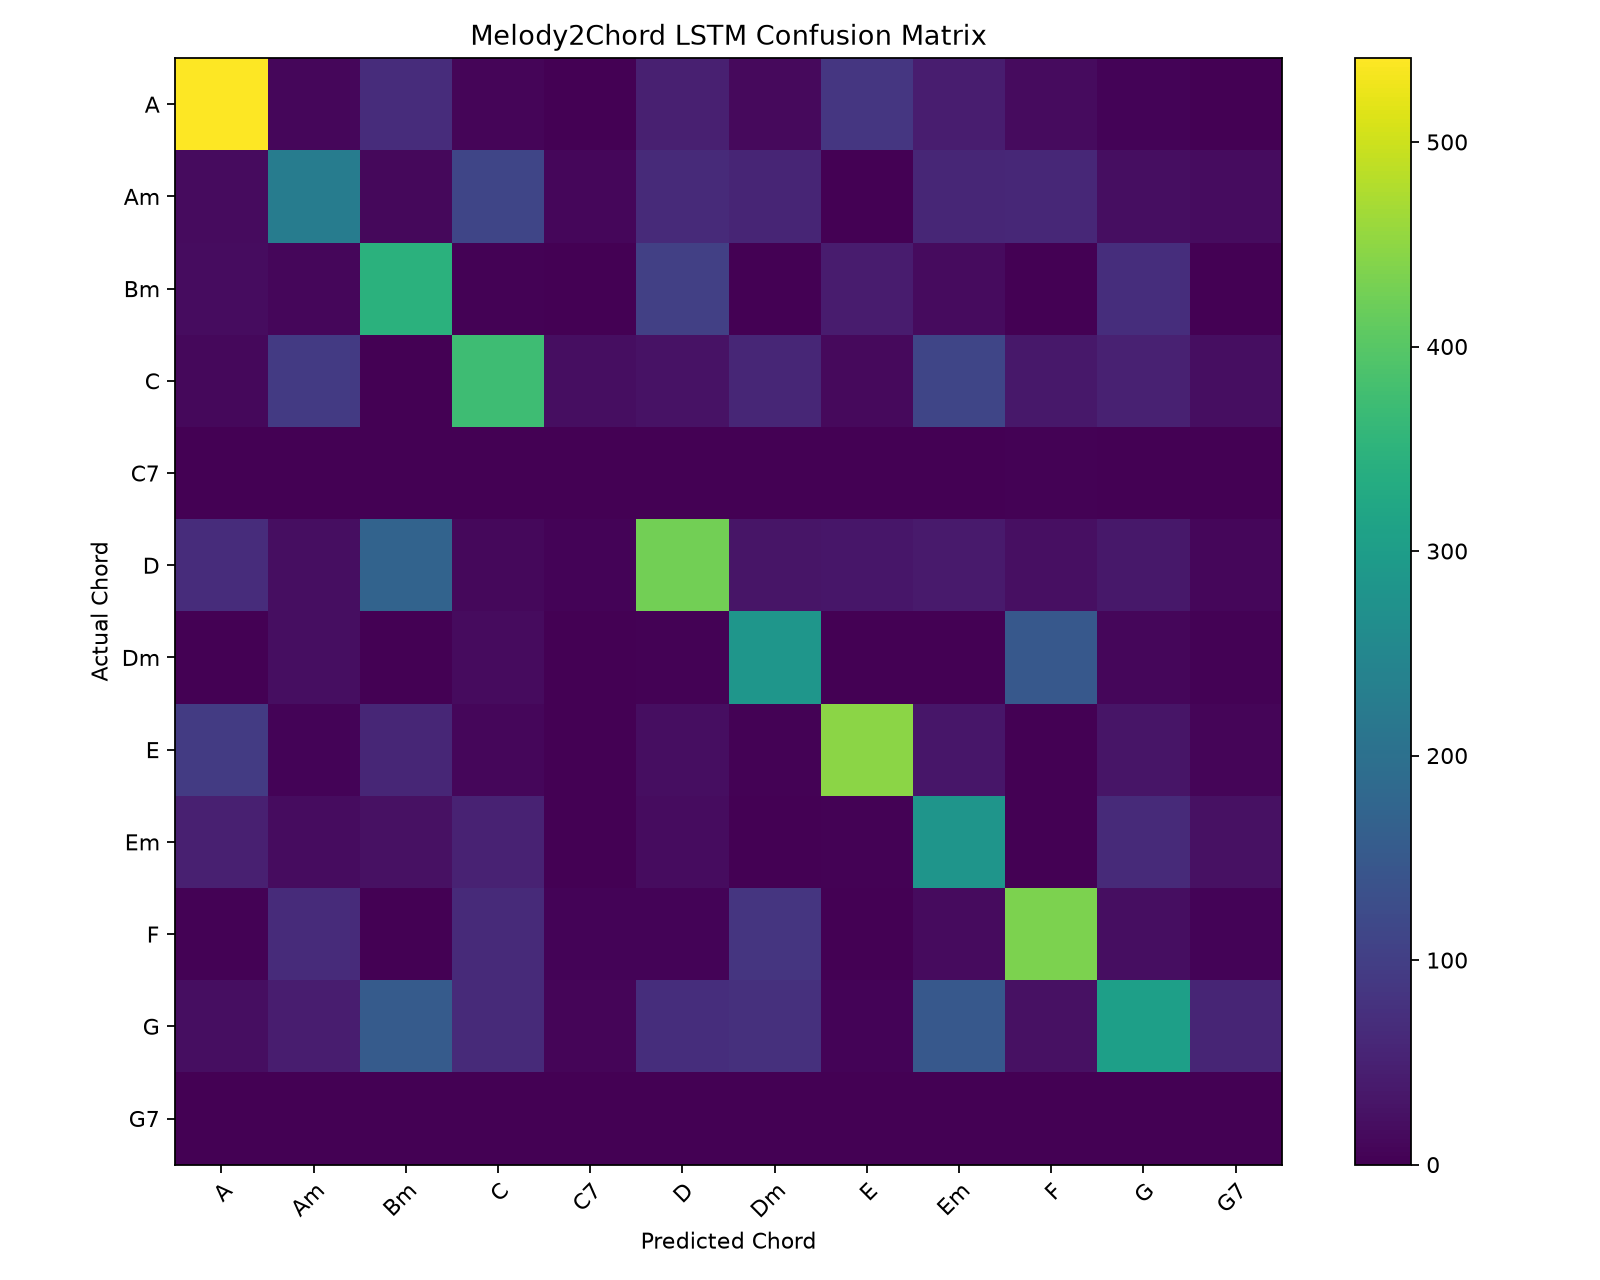 Melody2Chord LSTM Confusion Matrix
A
Am
Bm
C
C7
D
Dm
E
Em
F
G
G7
Actual Chord
A
Am
Bm
C
C7
D
Dm
E
Em
F
G
G7
Predicted Chord
500
400
300
200
100
0